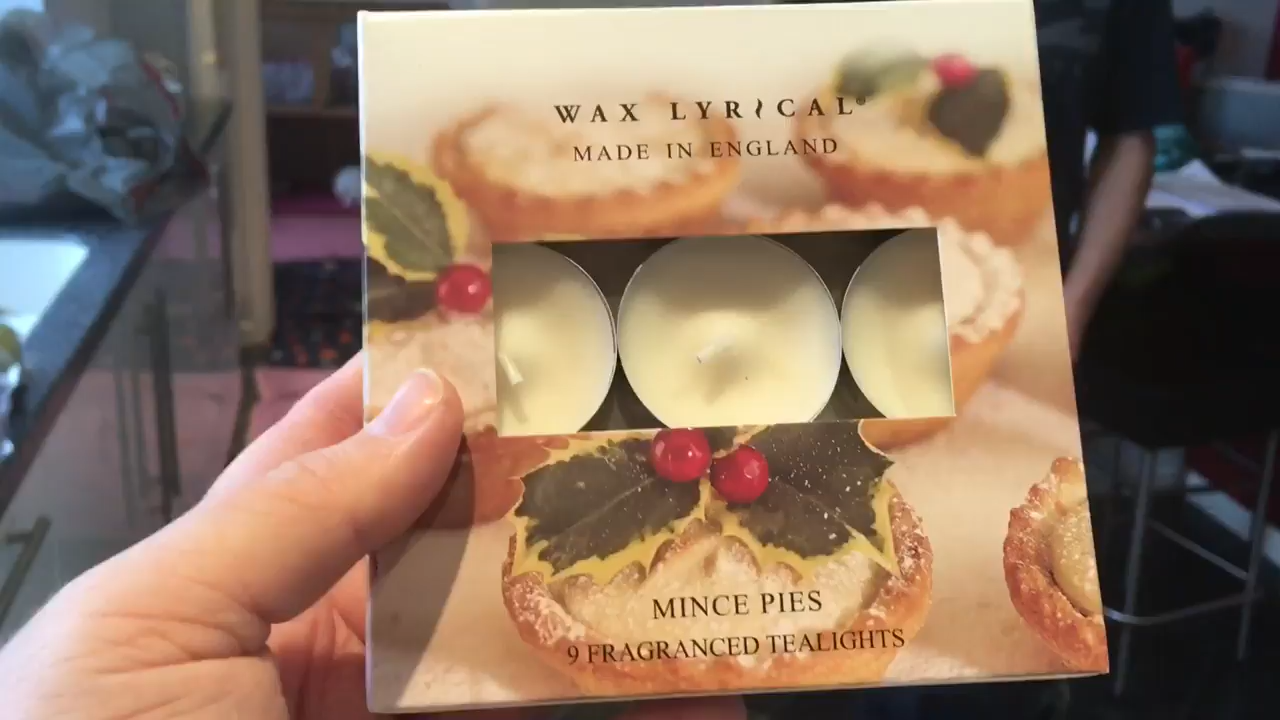 WAX LYRICAL®
MADE IN ENGLAND
MINCE PIES
9 FRAGRANCED TEALIGHTS